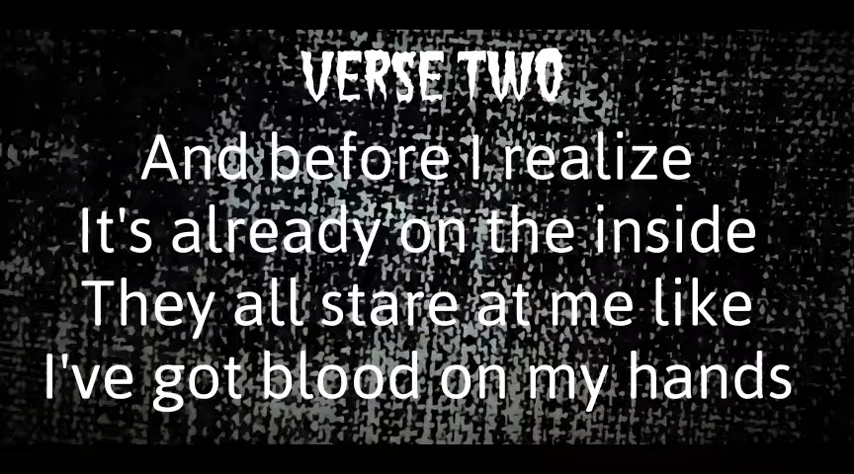 VERSE TWO
And before I realize
It's already on the inside
They all stare at me like
I've got blood on my hands